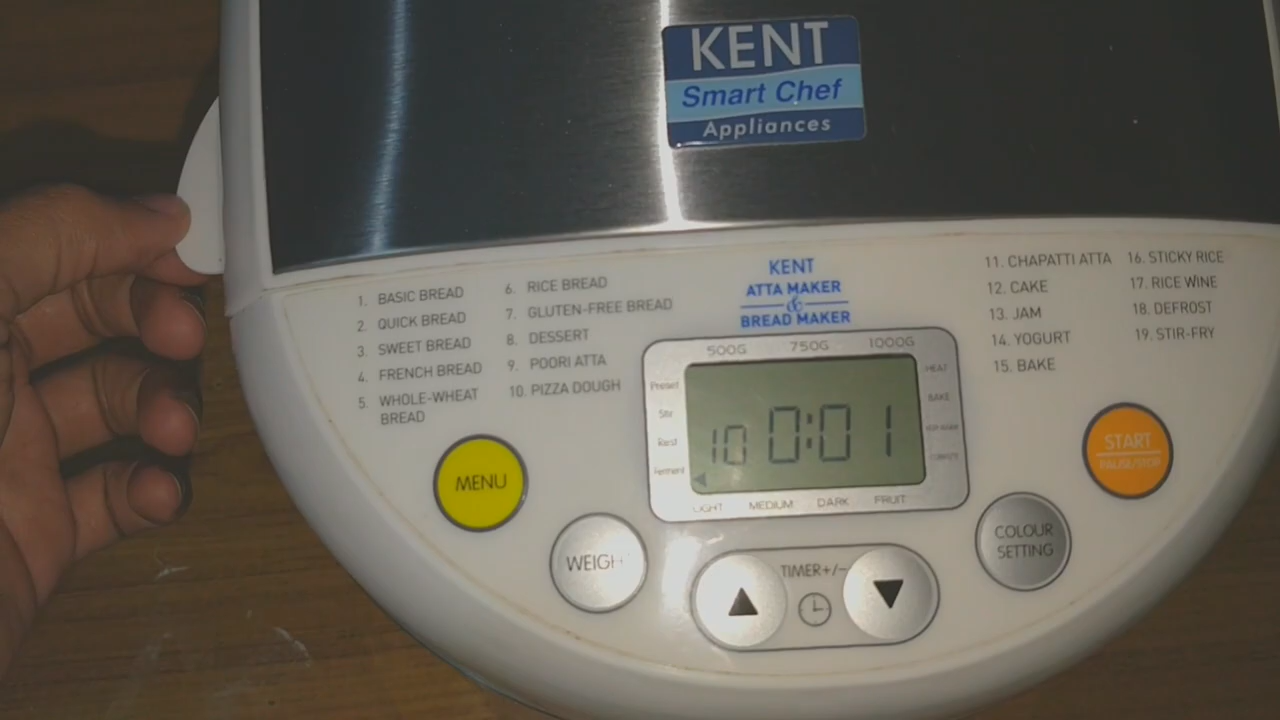 KENT
Smart Chef
Appliances
1. BASIC BREAD
2. QUICK BREAD
3. SWEET BREAD
4. FRENCH BREAD
5. WHOLE-WHEAT
BREAD
6. RICE BREAD
7. GLUTEN-FREE BREAD
8. DESSERT
9. POORI ATTA
10. PIZZA DOUGH
KENT
ATTA MAKER
&
BREAD MAKER
11. CHAPATTI ATTA
12. CAKE
13. JAM
14. YOGURT
15. BAKE
16. STICKY RICE
17. RICE WINE
18. DEFROST
19. STIR-FRY
500G 750G 1000G
Preset
Stir
Rest
Ferment
10 0:01
HEAT
BAKE
LIGHT MEDIUM DARK FRUIT
MENU
WEIGH
TIMER+/-
COLOUR
SETTING
START
PAUSE/STOP